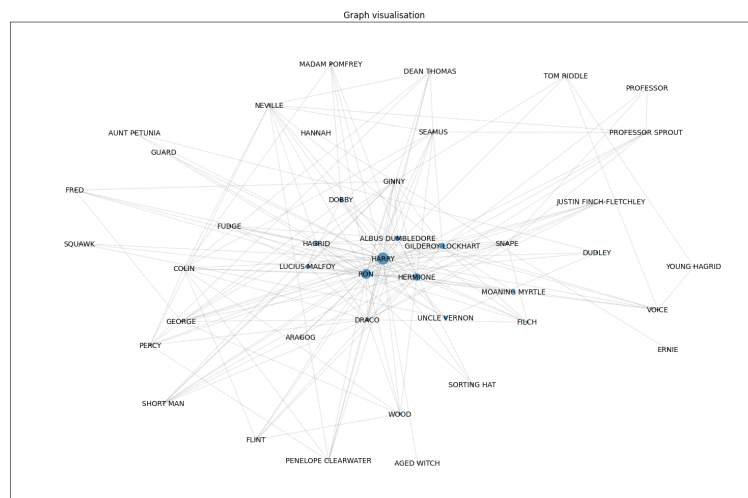 Graph visualisation
MADAM POMFREY
DEAN THOMAS
TOM RIDDLE
PROFESSOR
NEVILLE
AUNT PETUNIA
HANNAH
SEAMUS
PROFESSOR SPROUT
GUARD
GINNY
FRED
DOBBY
JUSTIN FINCH-FLETCHLEY
FUDGE
ALBUS DUMBLEDORE
SQUAWK
HAGRID
GILDEROY LOCKHART
SNAPE
DUDLEY
HARRY
COLIN
LUCIUS MALFOY
YOUNG HAGRID
RON
HERMIONE
MOANING MYRTLE
VOICE
GEORGE
DRACO
UNCLE VERNON
FILCH
ARAGOG
PERCY
ERNIE
SORTING HAT
SHORT MAN
WOOD
FLINT
PENELOPE CLEARWATER
AGED WITCH